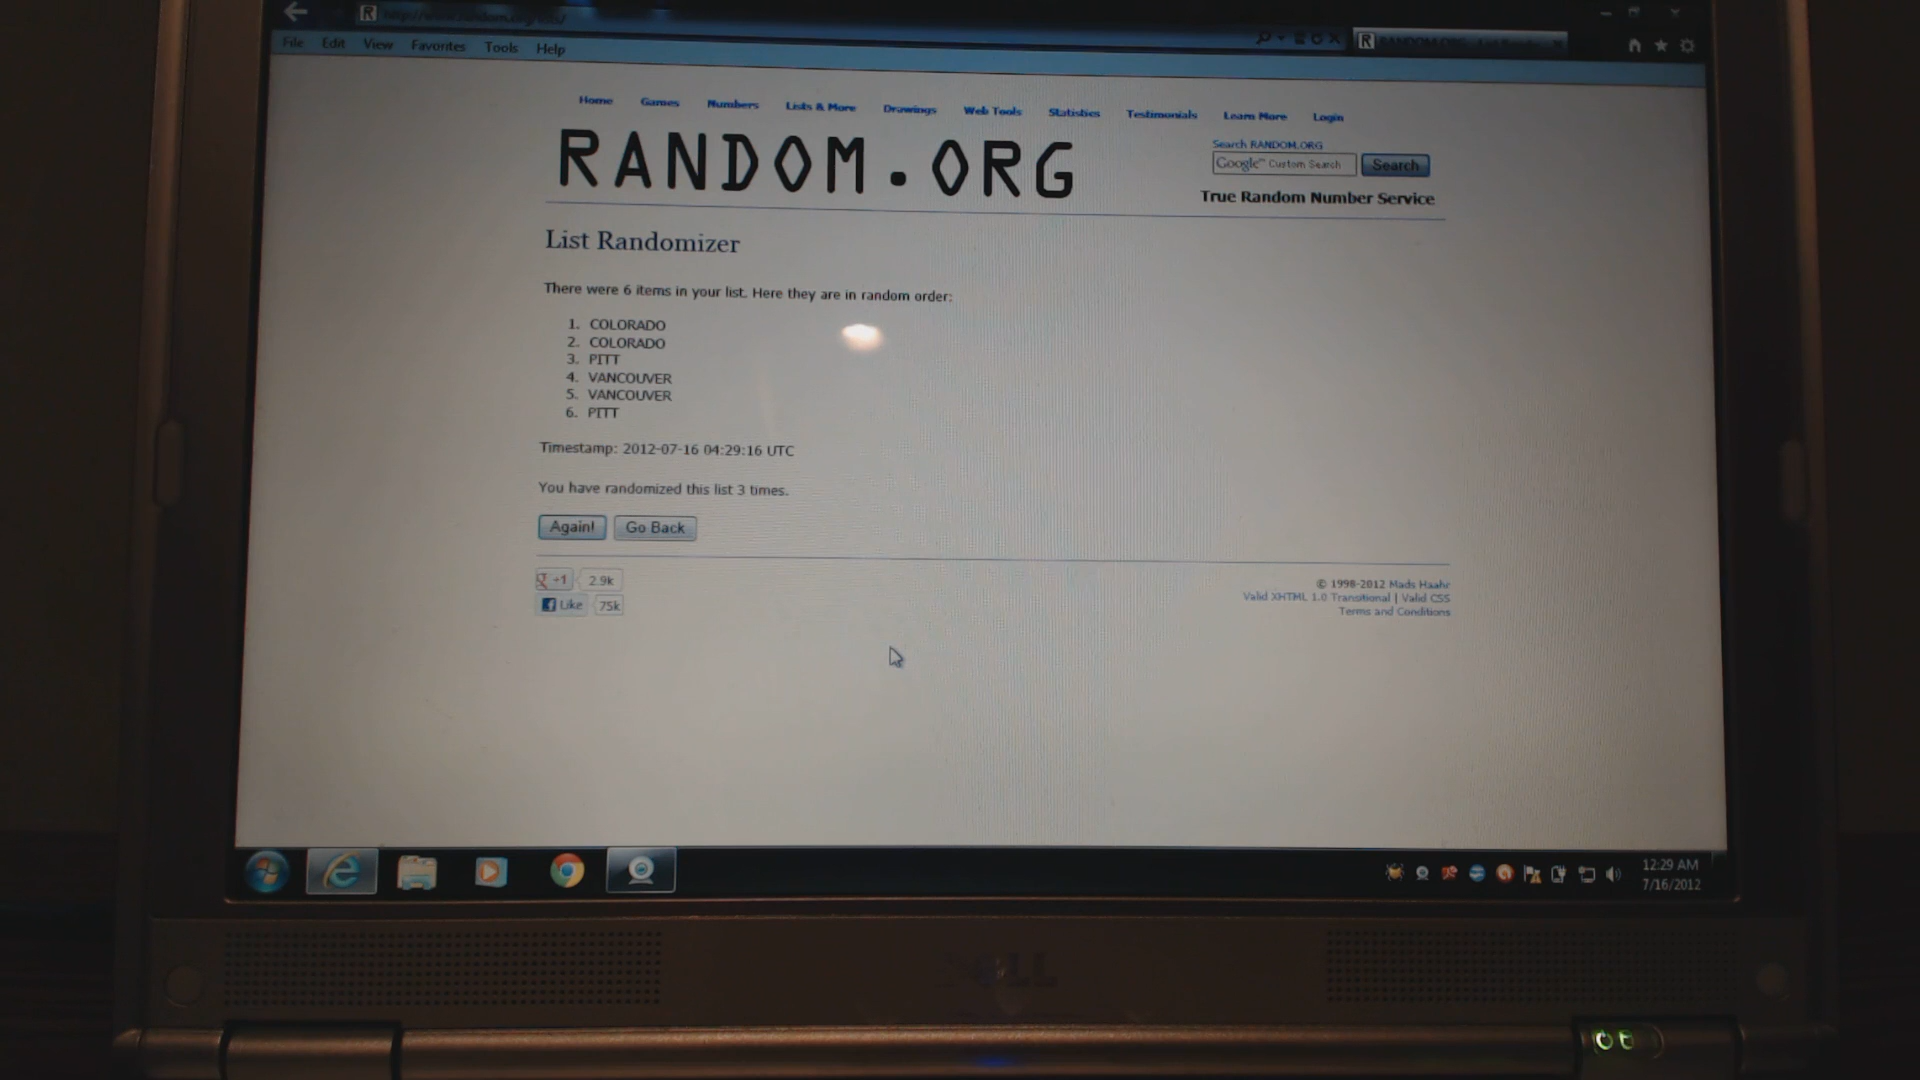 File Edit View Favorites Tools Help
Home Games Numbers Lists & More Drawings Web Tools Statistics Testimonials Learn More Login
RANDOM.ORG
Search RANDOM.ORG
Google™ Custom Search Search
True Random Number Service
List Randomizer
There were 6 items in your list. Here they are in random order:
1. COLORADO
2. COLORADO
3. PITT
4. VANCOUVER
5. VANCOUVER
6. PITT
Timestamp: 2012-07-16 04:29:16 UTC
You have randomized this list 3 times.
Again! Go Back
+1 2.9k
Like 75k
© 1998-2012 Mads Haahr
Valid XHTML 1.0 Transitional | Valid CSS
Terms and Conditions
12:29 AM
7/16/2012
DELL